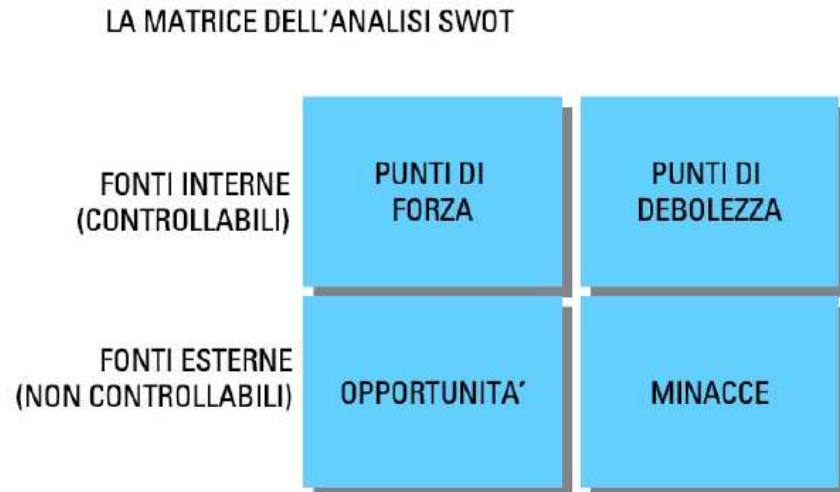 LA MATRICE DELL'ANALISI SWOT
FONTI INTERNE
(CONTROLLABILI)
PUNTI DI
FORZA
PUNTI DI
DEBOLEZZA
FONTI ESTERNE
(NON CONTROLLABILI)
OPPORTUNITA'
MINACCE